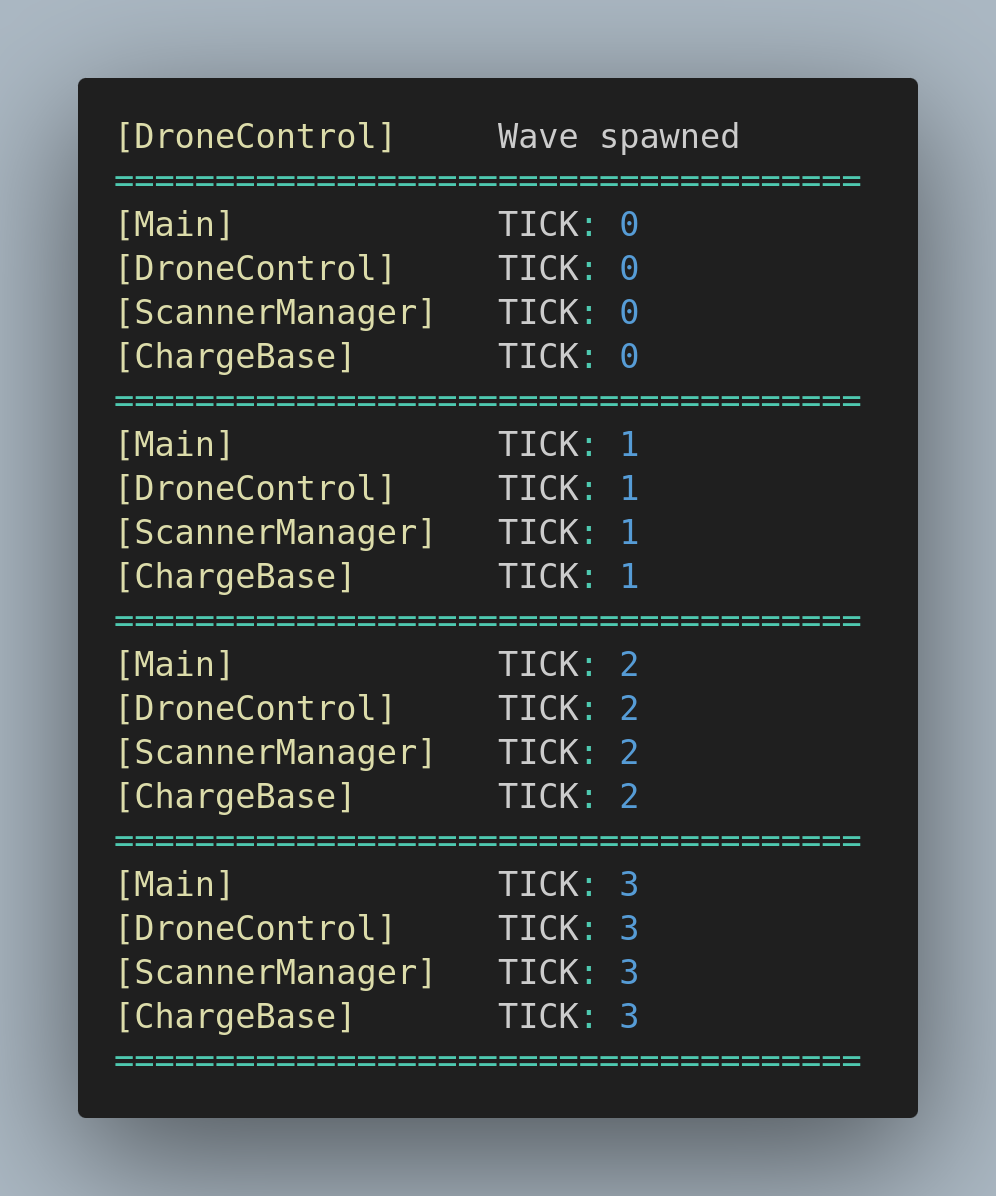 [DroneControl]     Wave spawned
=====================================
[Main]             TICK: 0
[DroneControl]     TICK: 0
[ScannerManager]   TICK: 0
[ChargeBase]       TICK: 0
=====================================
[Main]             TICK: 1
[DroneControl]     TICK: 1
[ScannerManager]   TICK: 1
[ChargeBase]       TICK: 1
=====================================
[Main]             TICK: 2
[DroneControl]     TICK: 2
[ScannerManager]   TICK: 2
[ChargeBase]       TICK: 2
=====================================
[Main]             TICK: 3
[DroneControl]     TICK: 3
[ScannerManager]   TICK: 3
[ChargeBase]       TICK: 3
=====================================